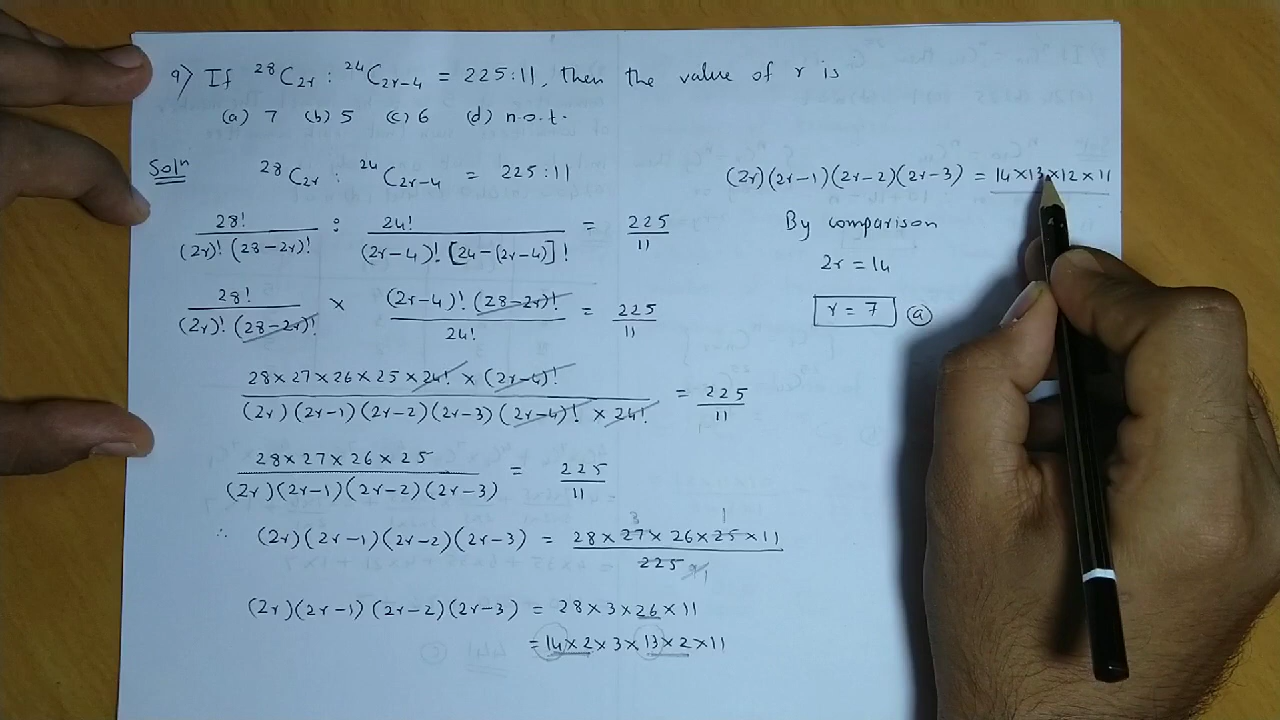 9) If ²⁸C₂ᵣ : ²⁴C₂ᵣ₋₄ = 225:11, then the value of r is
(a) 7 (b) 5 (c) 6 (d) n.o.t.
Solⁿ ²⁸C₂ᵣ : ²⁴C₂ᵣ₋₄ = 225:11
28! / (2r)! (28-2r)! : 24! / (2r-4)! [24-(2r-4)]! = 225/11
28! / (2r)! (28-2r)! × (2r-4)! (28-2r)! / 24! = 225/11
28×27×26×25×24! × (2r-4)! / (2r)(2r-1)(2r-2)(2r-3)(2r-4)! × 24! = 225/11
28×27×26×25 / (2r)(2r-1)(2r-2)(2r-3) = 225/11
∴ (2r)(2r-1)(2r-2)(2r-3) = 28×27×26×25×11 / 225
(2r)(2r-1)(2r-2)(2r-3) = 28×3×26×11
= 14×2×3×13×2×11
(2r)(2r-1)(2r-2)(2r-3) = 14×13×12×11
By comparison
2r = 14
r = 7 (a)